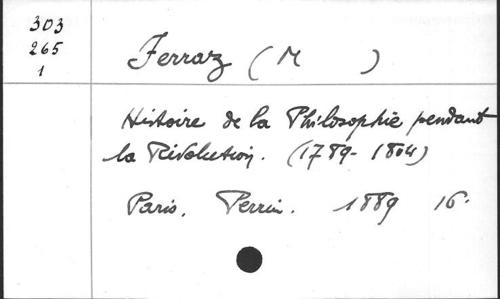 303
265
1
Ferraz (M )
Histoire de la Philosophie pendant
la Révolution. (1789-1804)
Paris. Perrin. 1889 16.